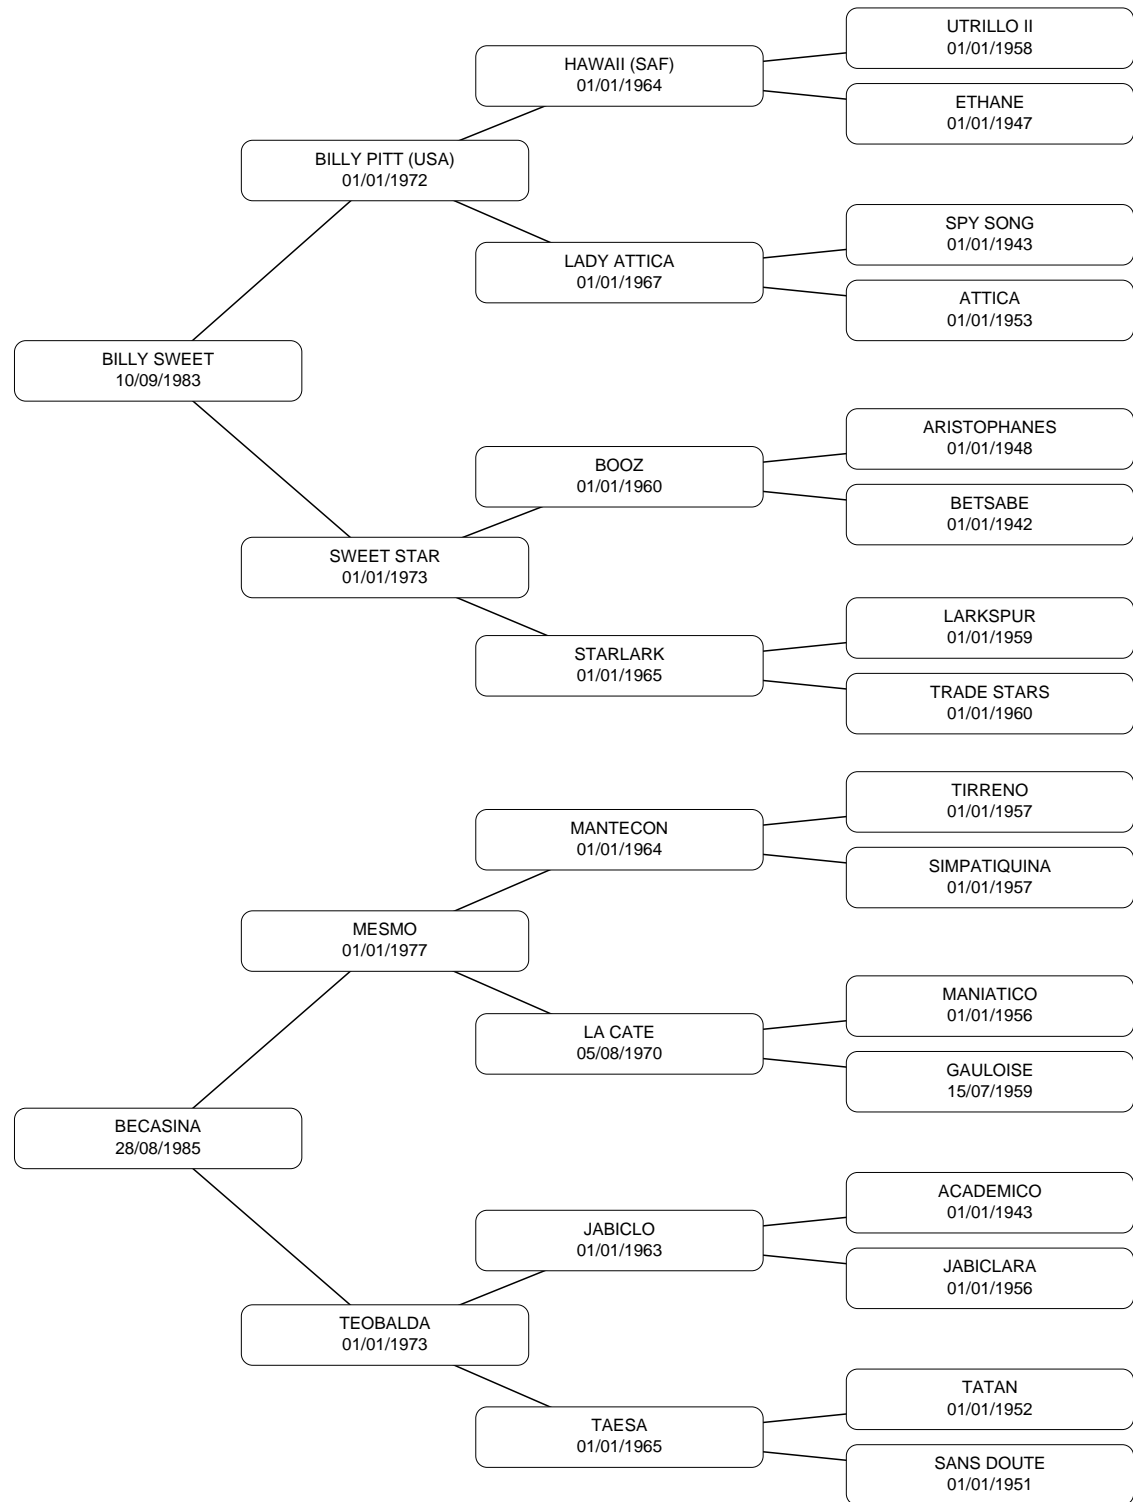 UTRILLO II
01/01/1958
HAWAII (SAF)
01/01/1964
ETHANE
01/01/1947
BILLY PITT (USA)
01/01/1972
SPY SONG
01/01/1943
LADY ATTICA
01/01/1967
ATTICA
01/01/1953
BILLY SWEET
10/09/1983
ARISTOPHANES
01/01/1948
BOOZ
01/01/1960
BETSABE
01/01/1942
SWEET STAR
01/01/1973
LARKSPUR
01/01/1959
STARLARK
01/01/1965
TRADE STARS
01/01/1960
TIRRENO
01/01/1957
MANTECON
01/01/1964
SIMPATIQUINA
01/01/1957
MESMO
01/01/1977
MANIATICO
01/01/1956
LA CATE
05/08/1970
GAULOISE
15/07/1959
BECASINA
28/08/1985
ACADEMICO
01/01/1943
JABICLO
01/01/1963
JABICLARA
01/01/1956
TEOBALDA
01/01/1973
TATAN
01/01/1952
TAESA
01/01/1965
SANS DOUTE
01/01/1951